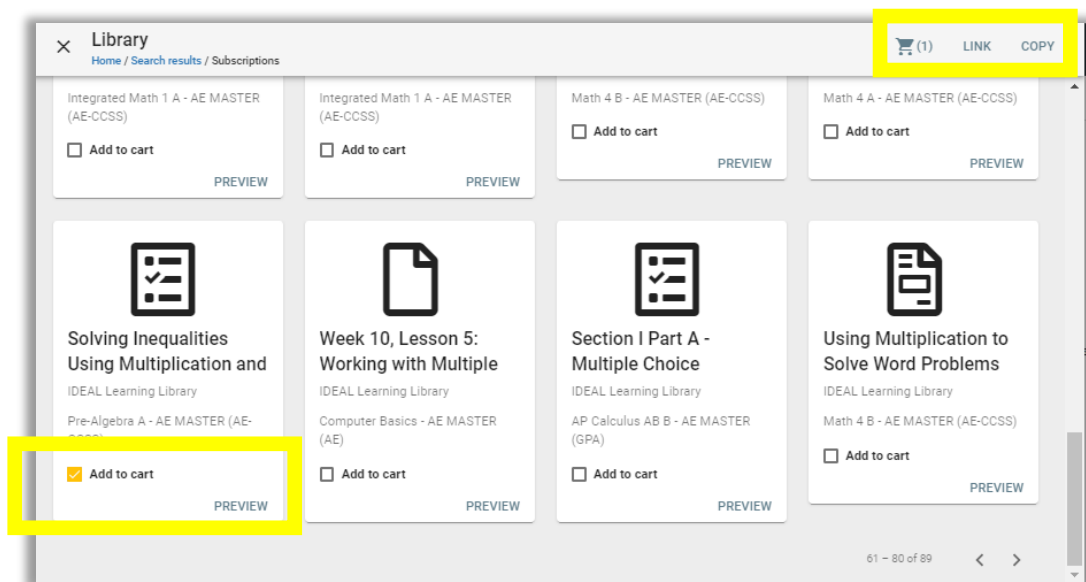 Library
Home / Search results / Subscriptions
(1) LINK COPY
Integrated Math 1 A - AE MASTER
(AE-CCSS)
Add to cart
PREVIEW
Integrated Math 1 A - AE MASTER
(AE-CCSS)
Add to cart
PREVIEW
Math 4 B - AE MASTER (AE-CCSS)
Add to cart
PREVIEW
Math 4 A - AE MASTER (AE-CCSS)
Add to cart
PREVIEW
Solving Inequalities
Using Multiplication and
IDEAL Learning Library
Pre-Algebra A - AE MASTER (AE-
Add to cart
PREVIEW
Week 10, Lesson 5:
Working with Multiple
IDEAL Learning Library
Computer Basics - AE MASTER
(AE)
Add to cart
PREVIEW
Section I Part A -
Multiple Choice
IDEAL Learning Library
AP Calculus AB B - AE MASTER
(GPA)
Add to cart
PREVIEW
Using Multiplication to
Solve Word Problems
IDEAL Learning Library
Math 4 B - AE MASTER (AE-CCSS)
Add to cart
PREVIEW
61 – 80 of 89